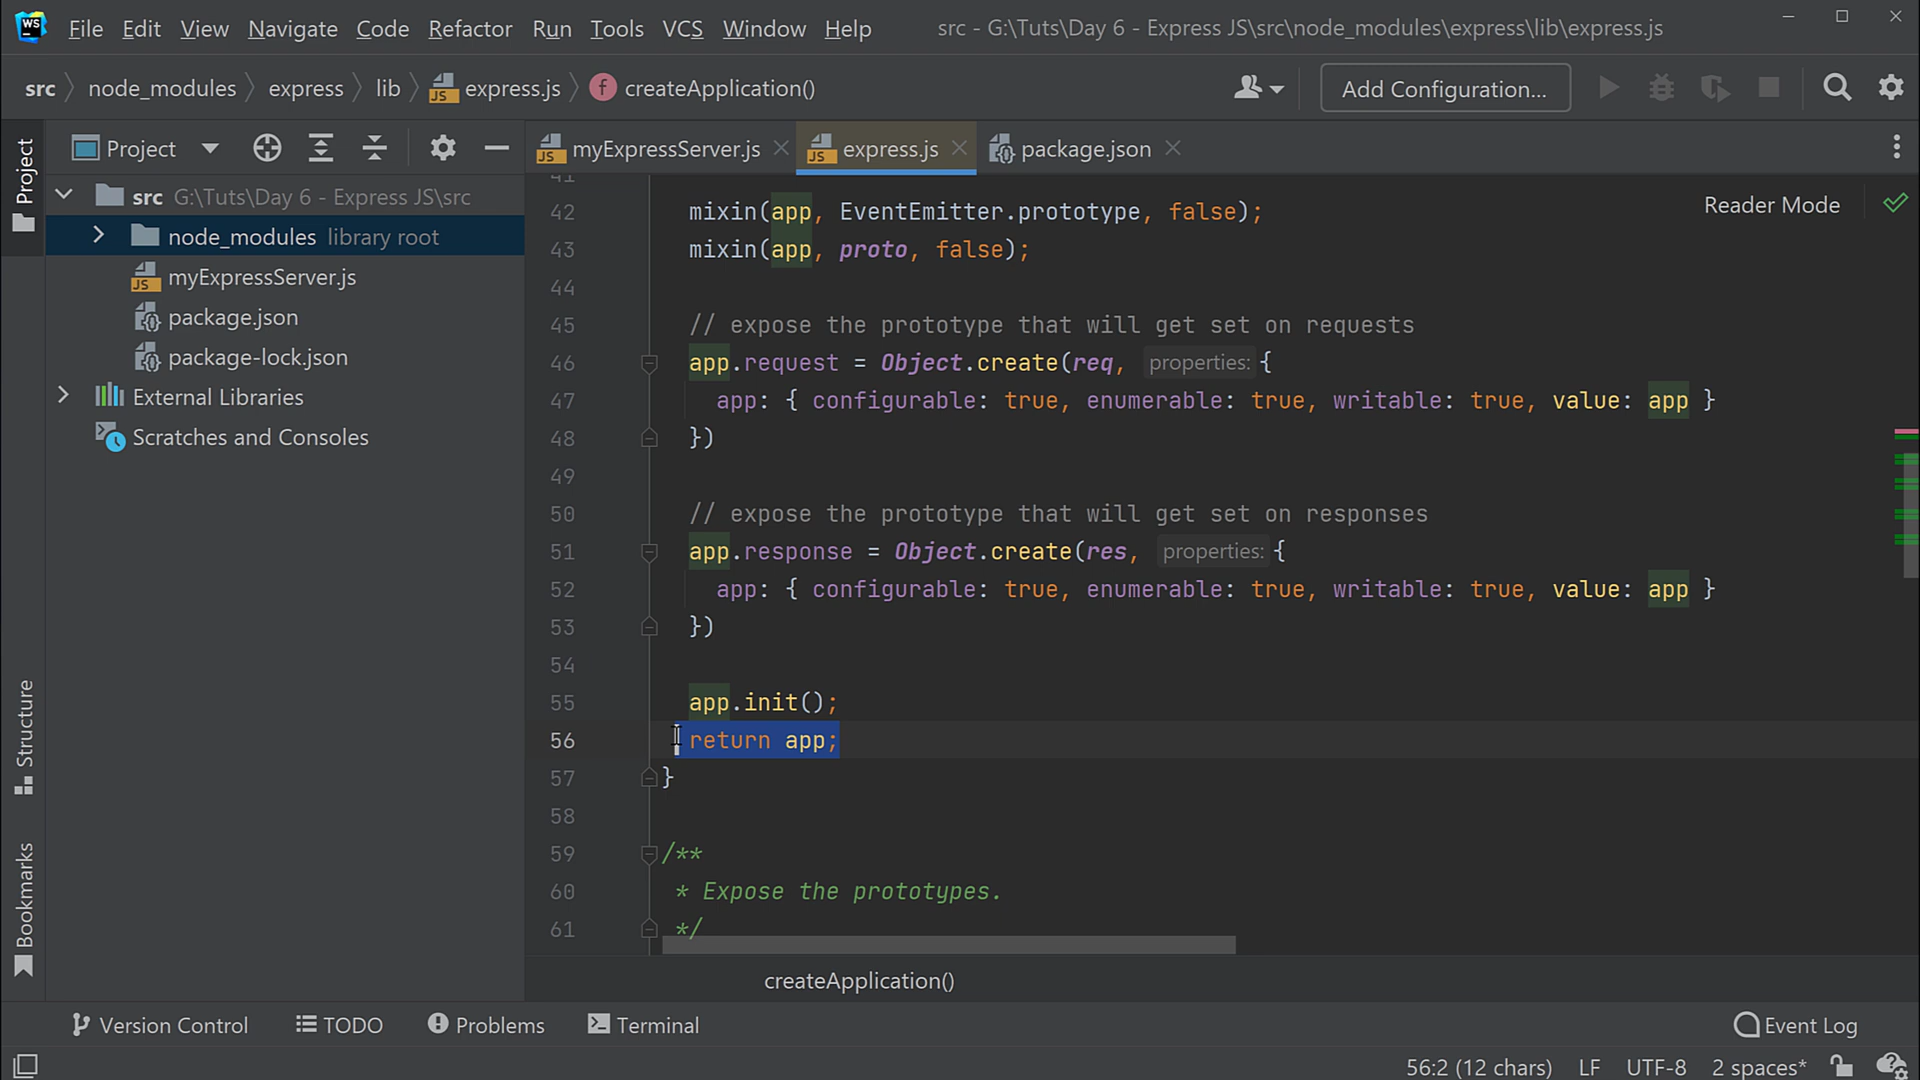 WS File Edit View Navigate Code Refactor Run Tools VCS Window Help src - G:\Tuts\Day 6 - Express JS\src\node_modules\express\lib\express.js
src node_modules express lib JS express.js f createApplication() Add Configuration...
Project
Project
JS myExpressServer.js JS express.js package.json
src G:\Tuts\Day 6 - Express JS\src
node_modules library root
JS myExpressServer.js
package.json
package-lock.json
External Libraries
Scratches and Consoles
Structure
Bookmarks
Reader Mode
41
42 mixin(app, EventEmitter.prototype, false);
43 mixin(app, proto, false);
44
45 // expose the prototype that will get set on requests
46 app.request = Object.create(req, properties: {
47 app: { configurable: true, enumerable: true, writable: true, value: app }
48 })
49
50 // expose the prototype that will get set on responses
51 app.response = Object.create(res, properties: {
52 app: { configurable: true, enumerable: true, writable: true, value: app }
53 })
54
55 app.init();
56 return app;
57 }
58
59 /**
60 * Expose the prototypes.
61 */
createApplication()
Version Control TODO Problems Terminal Event Log
56:2 (12 chars) LF UTF-8 2 spaces*